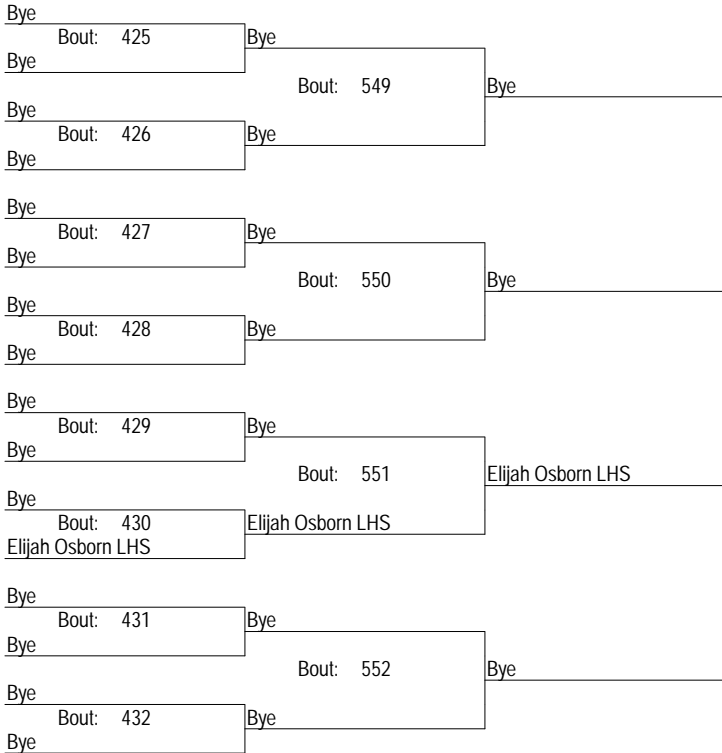 Bye
Bout: 425 Bye
Bye
Bout: 549 Bye
Bye
Bout: 426 Bye
Bye
Bye
Bout: 427 Bye
Bye
Bout: 550 Bye
Bye
Bout: 428 Bye
Bye
Bye
Bout: 429 Bye
Bye
Bout: 551 Elijah Osborn LHS
Bye
Bout: 430 Elijah Osborn LHS
Elijah Osborn LHS
Bye
Bout: 431 Bye
Bye
Bout: 552 Bye
Bye
Bout: 432 Bye
Bye